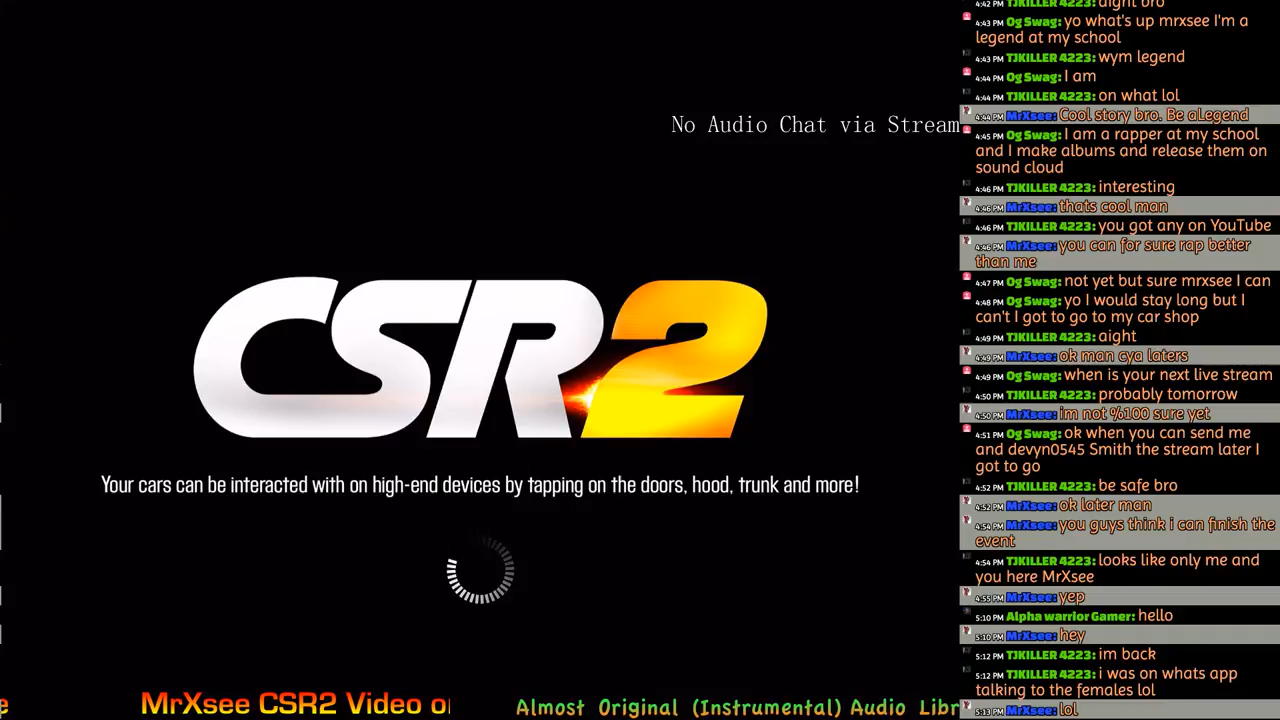 No Audio Chat via Stream
CSR2
Your cars can be interacted with on high-end devices by tapping on the doors, hood, trunk and more!
MrXsee CSR2 Video o
Almost Original (Instrumental) Audio Libr
4:42 PM TJKILLER 4223: aight bro
4:43 PM Og Swag: yo what's up mrxsee I'm a
legend at my school
4:43 PM TJKILLER 4223: wym legend
4:44 PM Og Swag: I am
4:44 PM TJKILLER 4223: on what lol
4:44 PM MrXsee: Cool story bro. Be aLegend
4:45 PM Og Swag: I am a rapper at my school
and I make albums and release them on
sound cloud
4:46 PM TJKILLER 4223: interesting
4:46 PM MrXsee: thats cool man
4:46 PM TJKILLER 4223: you got any on YouTube
4:46 PM MrXsee: you can for sure rap better
than me
4:47 PM Og Swag: not yet but sure mrxsee I can
4:48 PM Og Swag: yo I would stay long but I
can't I got to go to my car shop
4:49 PM TJKILLER 4223: aight
4:49 PM MrXsee: ok man cya laters
4:49 PM Og Swag: when is your next live stream
4:50 PM TJKILLER 4223: probably tomorrow
4:50 PM MrXsee: im not %100 sure yet
4:51 PM Og Swag: ok when you can send me
and devyn0545 Smith the stream later I
got to go
4:52 PM TJKILLER 4223: be safe bro
4:52 PM MrXsee: ok later man
4:54 PM MrXsee: you guys think i can finish the
event
4:54 PM TJKILLER 4223: looks like only me and
you here MrXsee
4:55 PM MrXsee: yep
5:10 PM Alpha warrior Gamer: hello
5:10 PM MrXsee: hey
5:12 PM TJKILLER 4223: im back
5:12 PM TJKILLER 4223: i was on whats app
talking to the females lol
5:13 PM MrXsee: lol